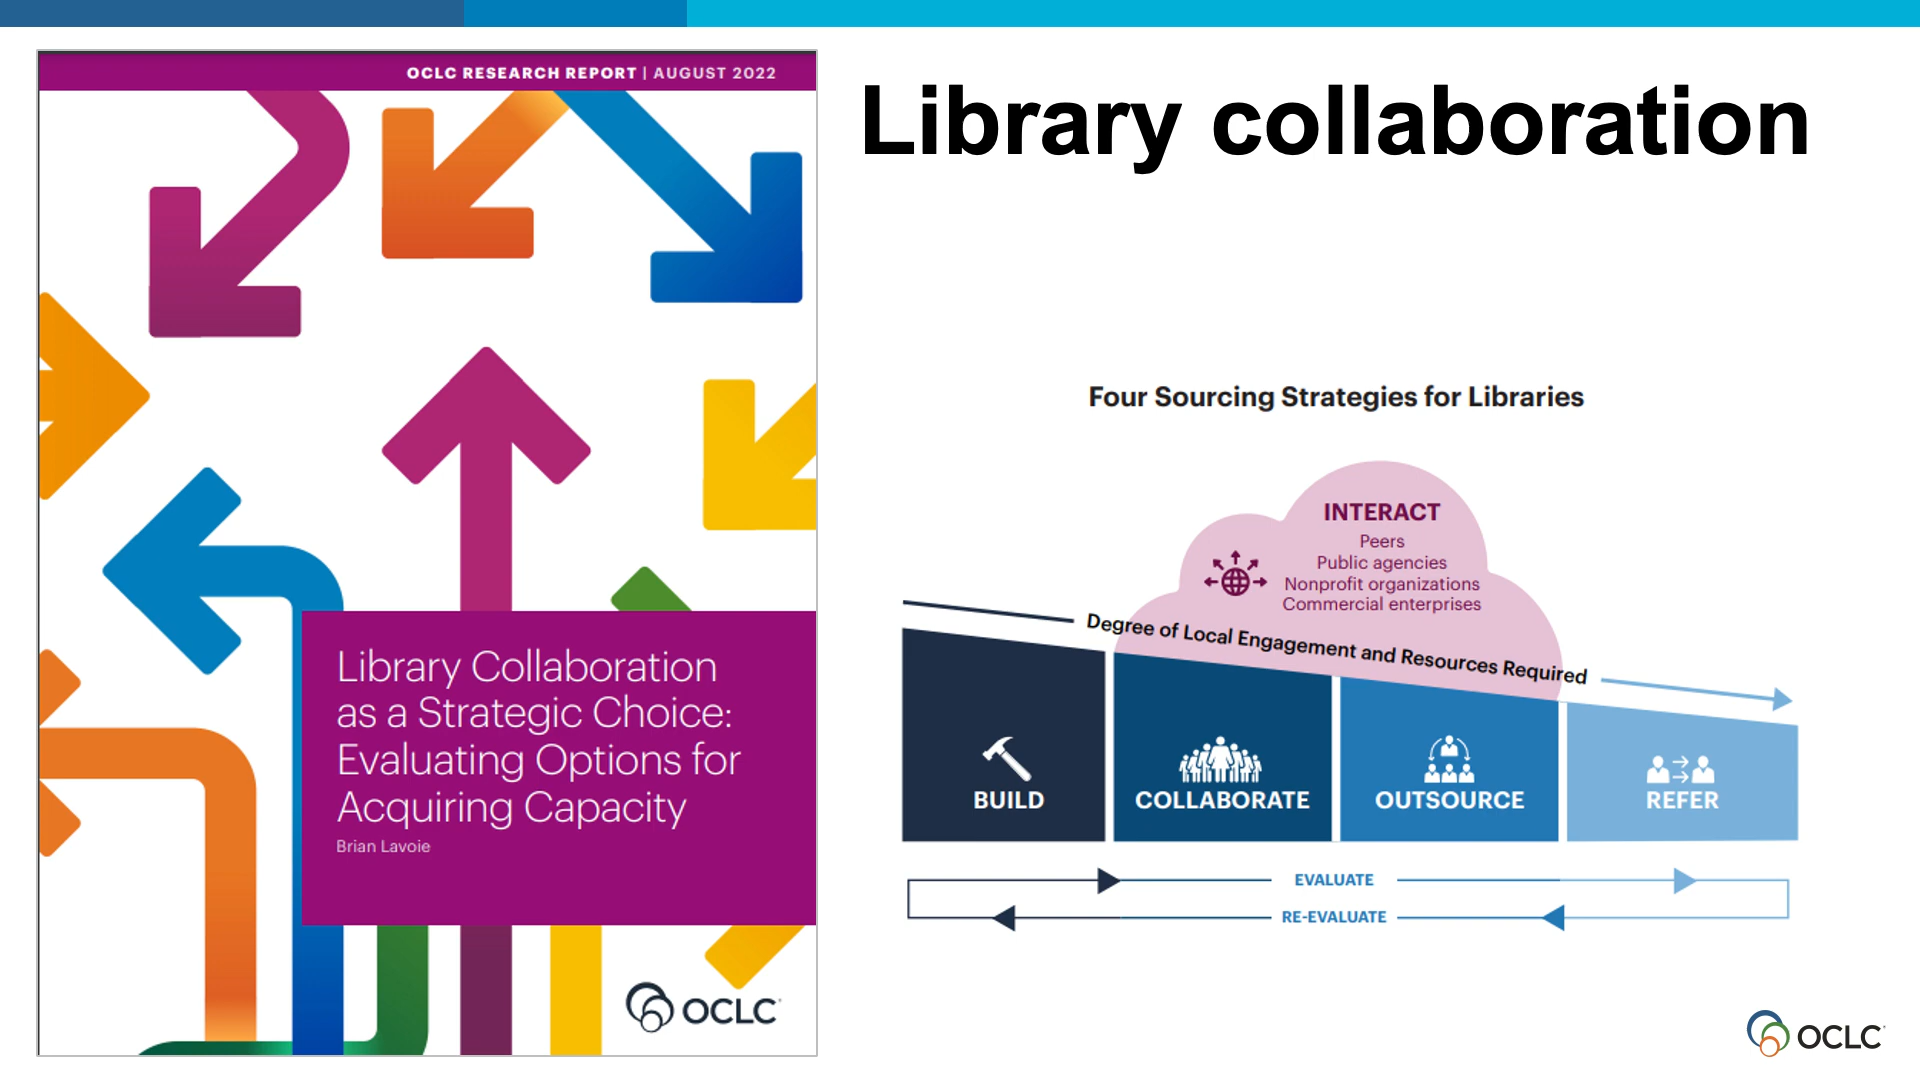 OCLC RESEARCH REPORT | AUGUST 2022
Library Collaboration
as a Strategic Choice:
Evaluating Options for
Acquiring Capacity
Brian Lavoie
OCLC
Library collaboration
Four Sourcing Strategies for Libraries
INTERACT
Peers
Public agencies
Nonprofit organizations
Commercial enterprises
Degree of Local Engagement and Resources Required
BUILD
COLLABORATE
OUTSOURCE
REFER
EVALUATE
RE-EVALUATE
OCLC